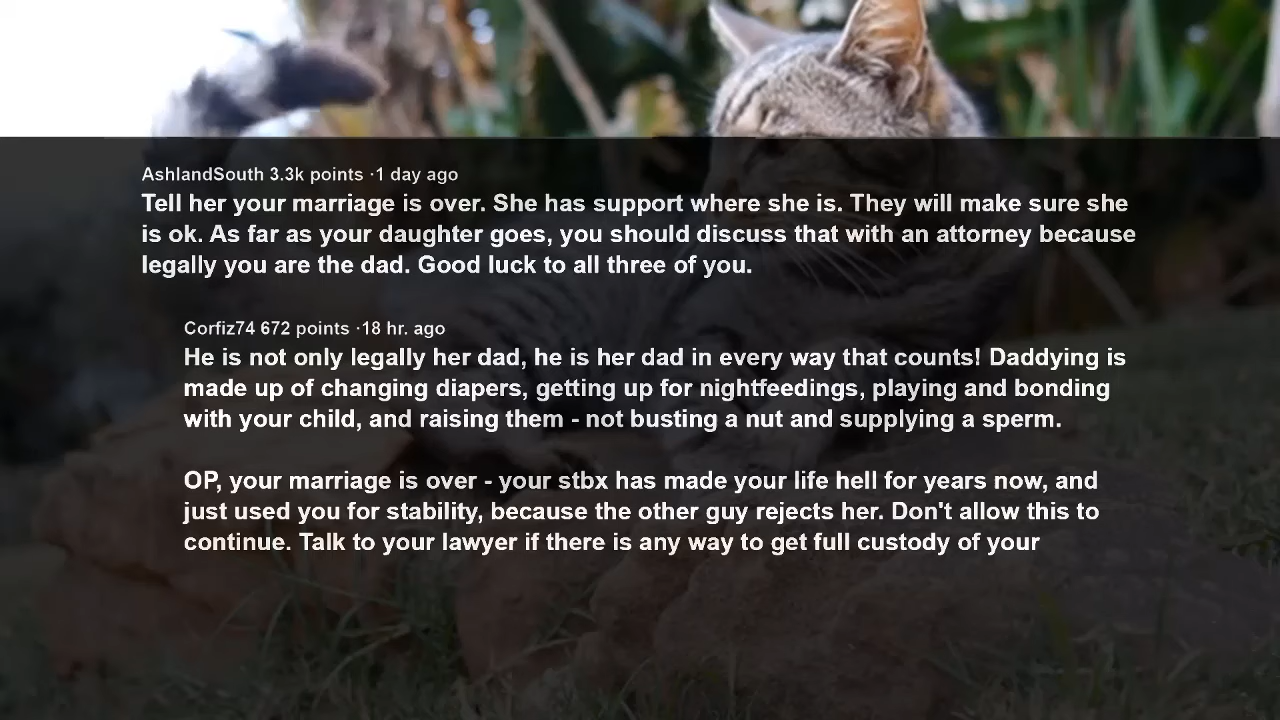 AshlandSouth 3.3k points ·1 day ago
Tell her your marriage is over. She has support where she is. They will make sure she
is ok. As far as your daughter goes, you should discuss that with an attorney because
legally you are the dad. Good luck to all three of you.
Corfiz74 672 points ·18 hr. ago
He is not only legally her dad, he is her dad in every way that counts! Daddying is
made up of changing diapers, getting up for nightfeedings, playing and bonding
with your child, and raising them - not busting a nut and supplying a sperm.
OP, your marriage is over - your stbx has made your life hell for years now, and
just used you for stability, because the other guy rejects her. Don't allow this to
continue. Talk to your lawyer if there is any way to get full custody of your